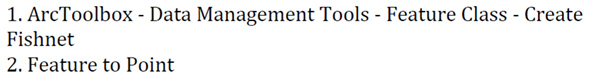 1. ArcToolbox - Data Management Tools - Feature Class - Create
Fishnet
2. Feature to Point